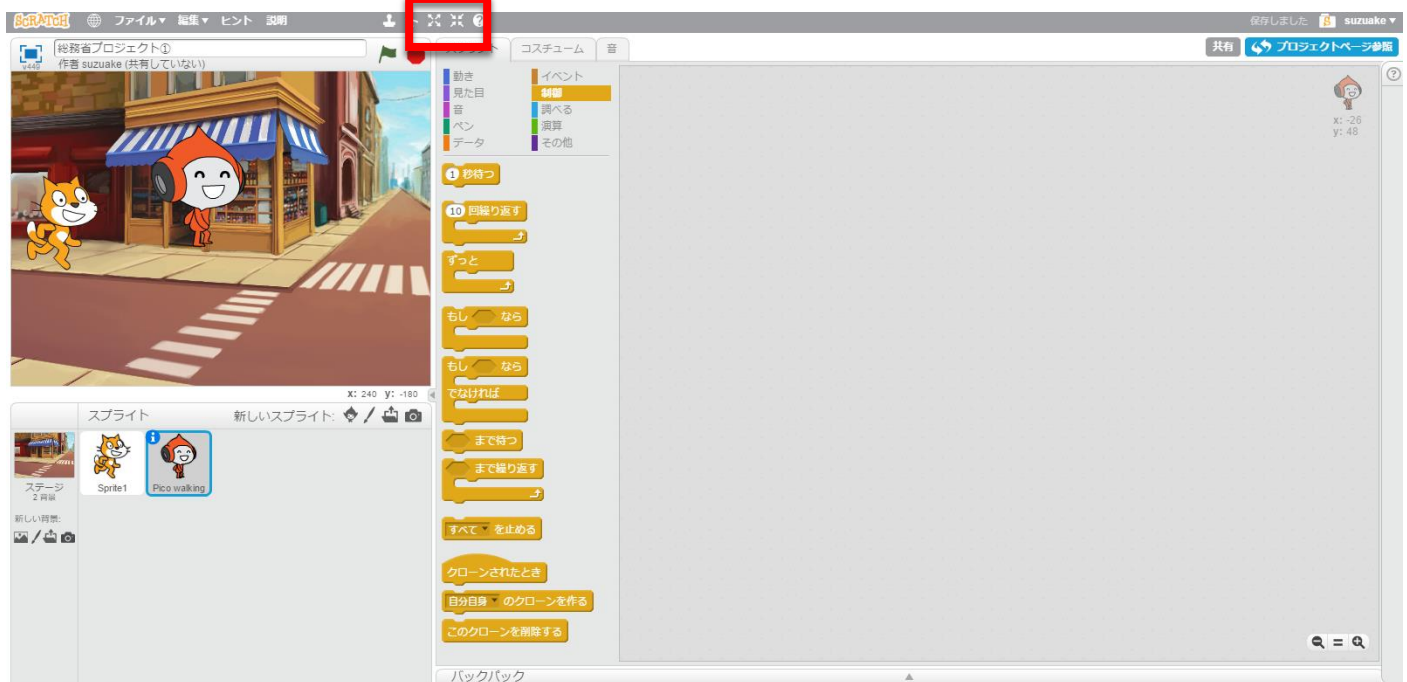 SCRATCH ファイル▼ 編集▼ ヒント 説明
保存しました suzuake▼
総務省プロジェクト①
v449 作者 suzuake (共有していない)
コスチューム 音
共有 プロジェクトページ参照
動き イベント
見た目 制御
音 調べる
ペン 演算
データ その他
x: -26
y: 48
1 秒待つ
10 回繰り返す
ずっと
もし なら
もし なら
でなければ
まで待つ
まで繰り返す
すべて▼ を止める
クローンされたとき
自分自身▼ のクローンを作る
このクローンを削除する
x: 240 y: -180
スプライト 新しいスプライト:
ステージ
2 背景
Sprite1
Pico walking
新しい背景:
バックパック